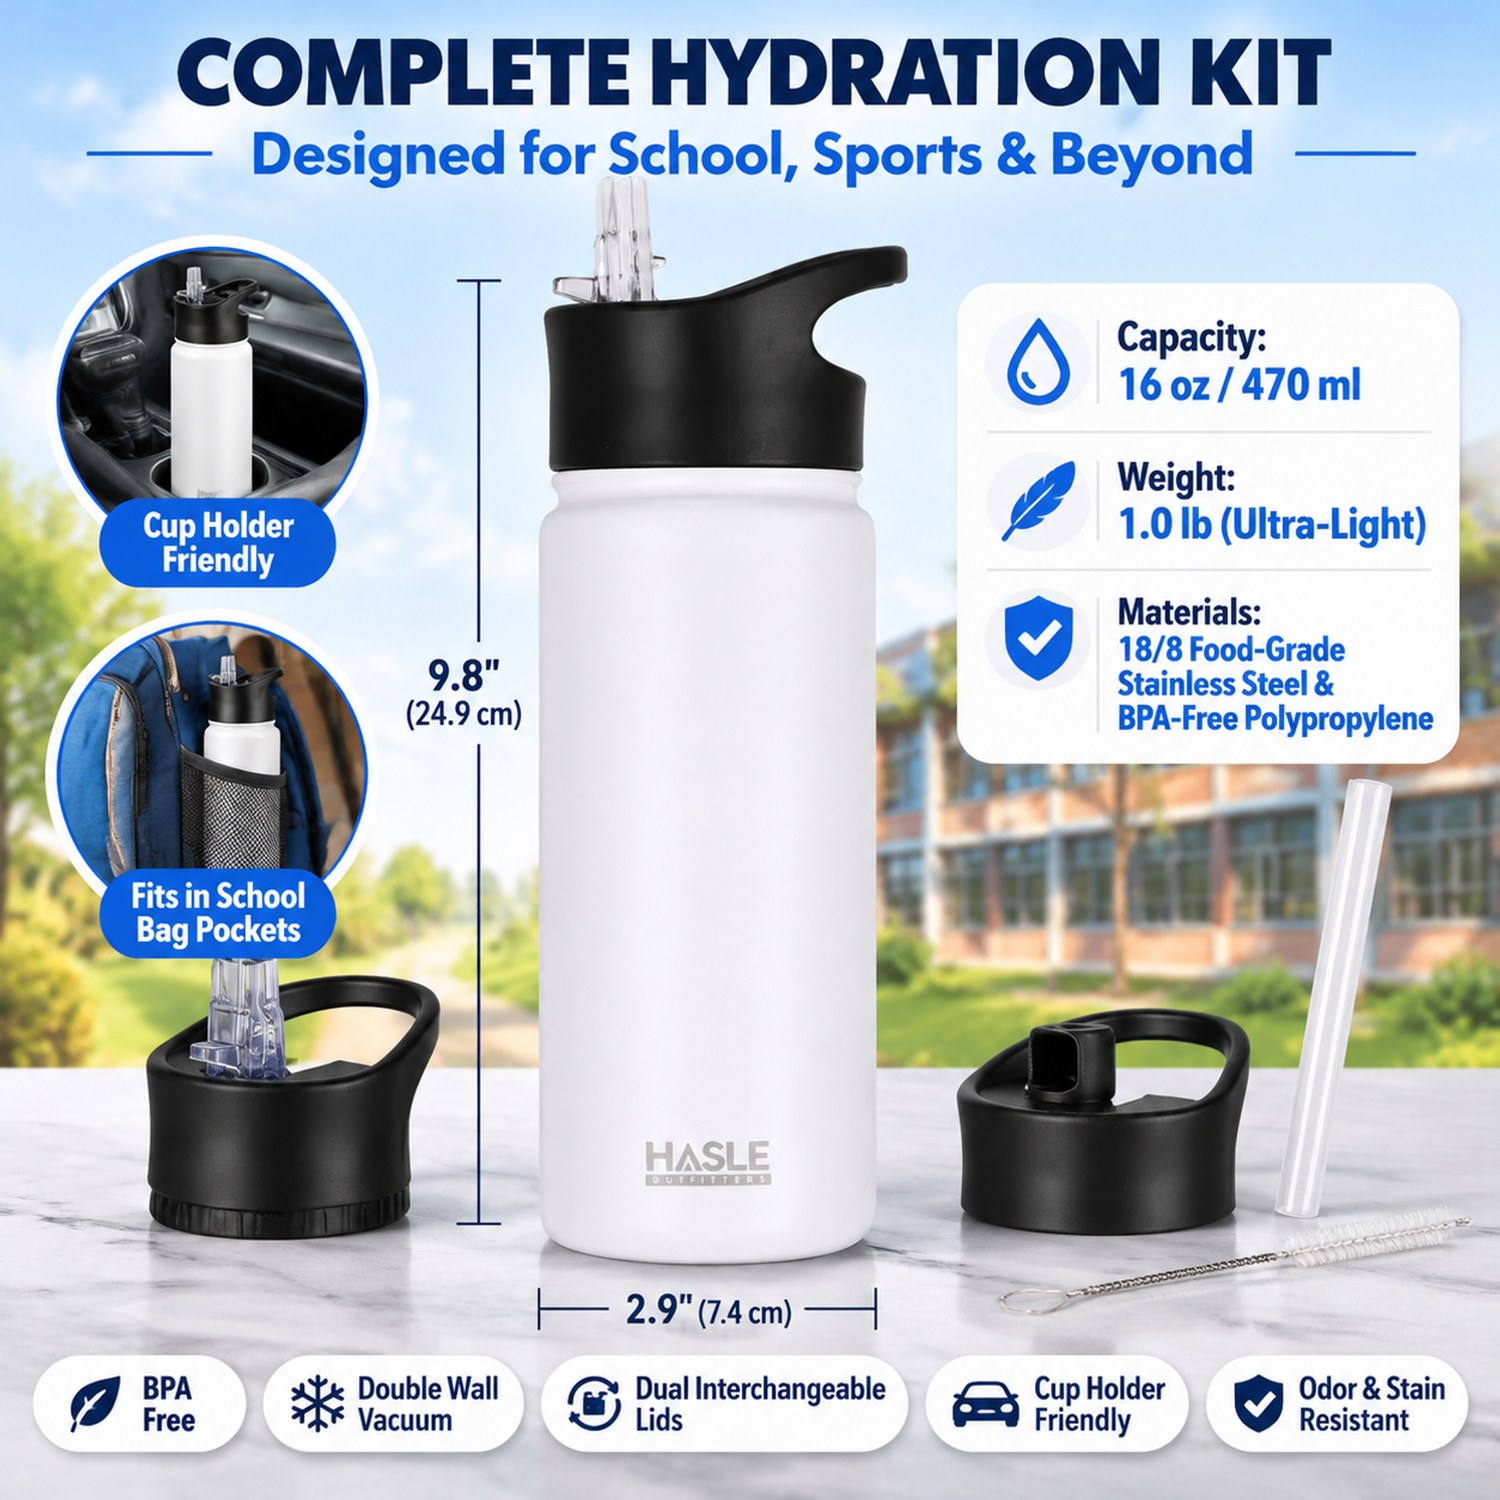 COMPLETE HYDRATION KIT
Designed for School, Sports & Beyond
Cup Holder
Friendly
Fits in School
Bag Pockets
9.8"
(24.9 cm)
Capacity:
16 oz / 470 ml
Weight:
1.0 lb (Ultra-Light)
Materials:
18/8 Food-Grade
Stainless Steel &
BPA-Free Polypropylene
HASLE
OUTFITTERS
2.9" (7.4 cm)
BPA
Free
Double Wall
Vacuum
Dual Interchangeable
Lids
Cup Holder
Friendly
Odor & Stain
Resistant